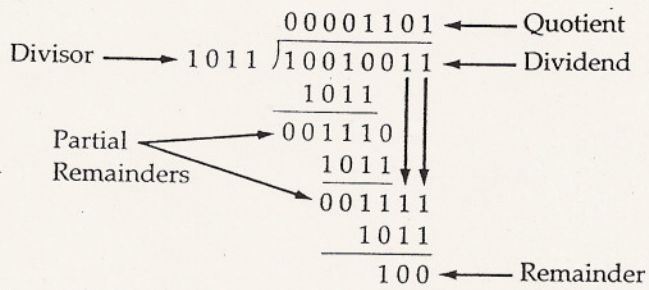 00001101 Quotient
Divisor 1011 10010011 Dividend
1011
Partial Remainders 001110
1011
001111
1011
100 Remainder